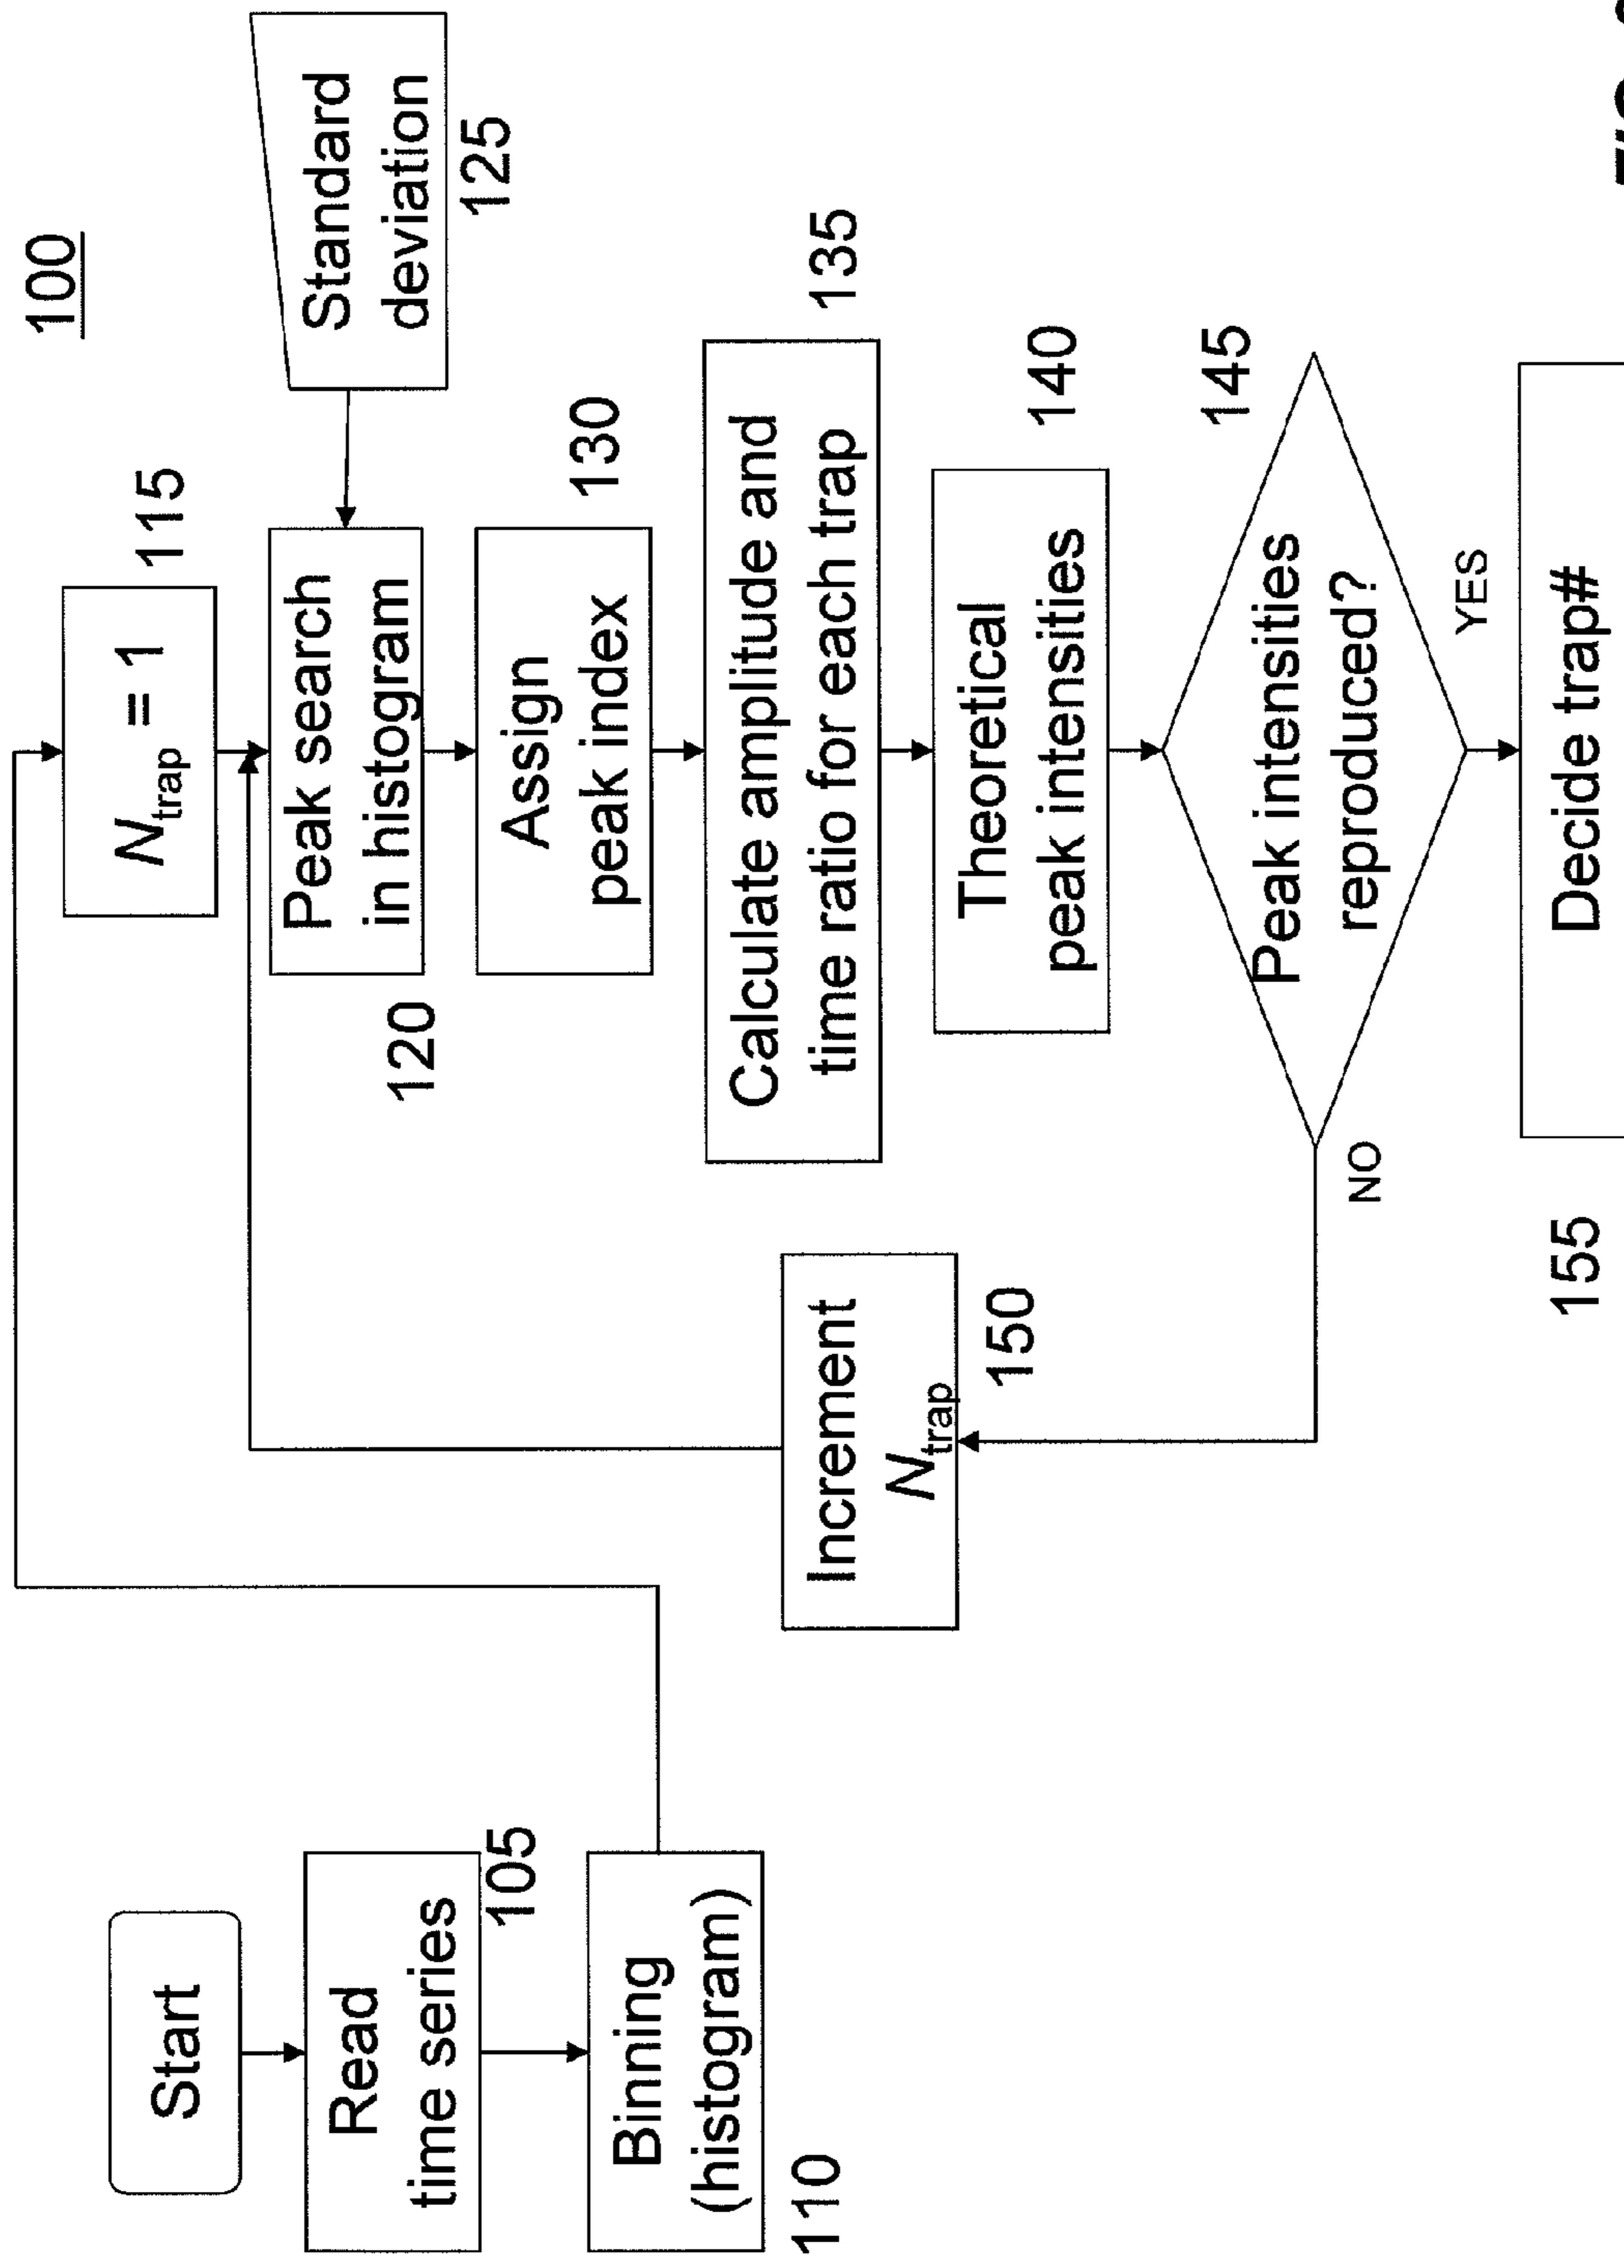 100
Start
Read
time series
105
Binning
(histogram)
110
N trap = 1
115
Peak search
in histogram
120
Standard
deviation
125
Assign
peak index
130
Calculate amplitude and
time ratio for each trap
135
Theoretical
peak intensities
140
Peak intensities
reproduced?
145
NO
YES
Increment
N trap
150
Decide trap#
155